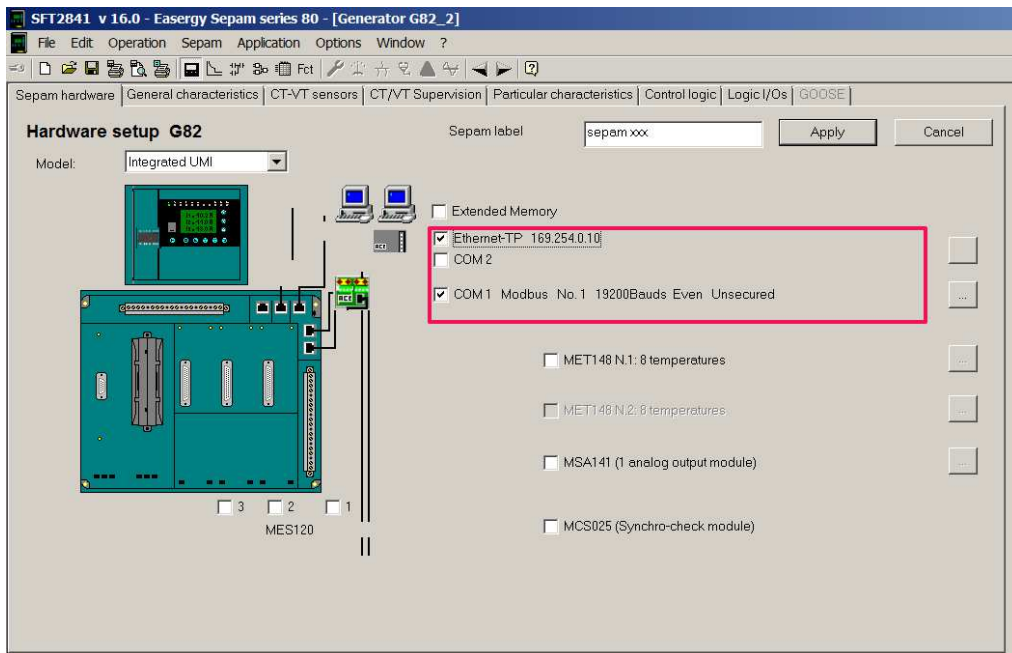 SFT2841 v 16.0 - Easergy Sepam series 80 - [Generator G82_2]
File Edit Operation Sepam Application Options Window ?
Fct
Sepam hardware General characteristics CT-VT sensors CT/VT Supervision Particular characteristics Control logic Logic I/Os GOOSE
Hardware setup G82 Sepam label sepam xxx Apply Cancel
Model: Integrated UMI
Extended Memory
Ethernet-TP 169.254.0.10
ACE
COM 2
ACE
COM1 Modbus No. 1 19200Bauds Even Unsecured ...
MET148 N.1: 8 temperatures ...
MET148 N.2: 8 temperatures ...
MSA141 (1 analog output module) ...
3 2 1
MES120
MCS025 (Synchro-check module)